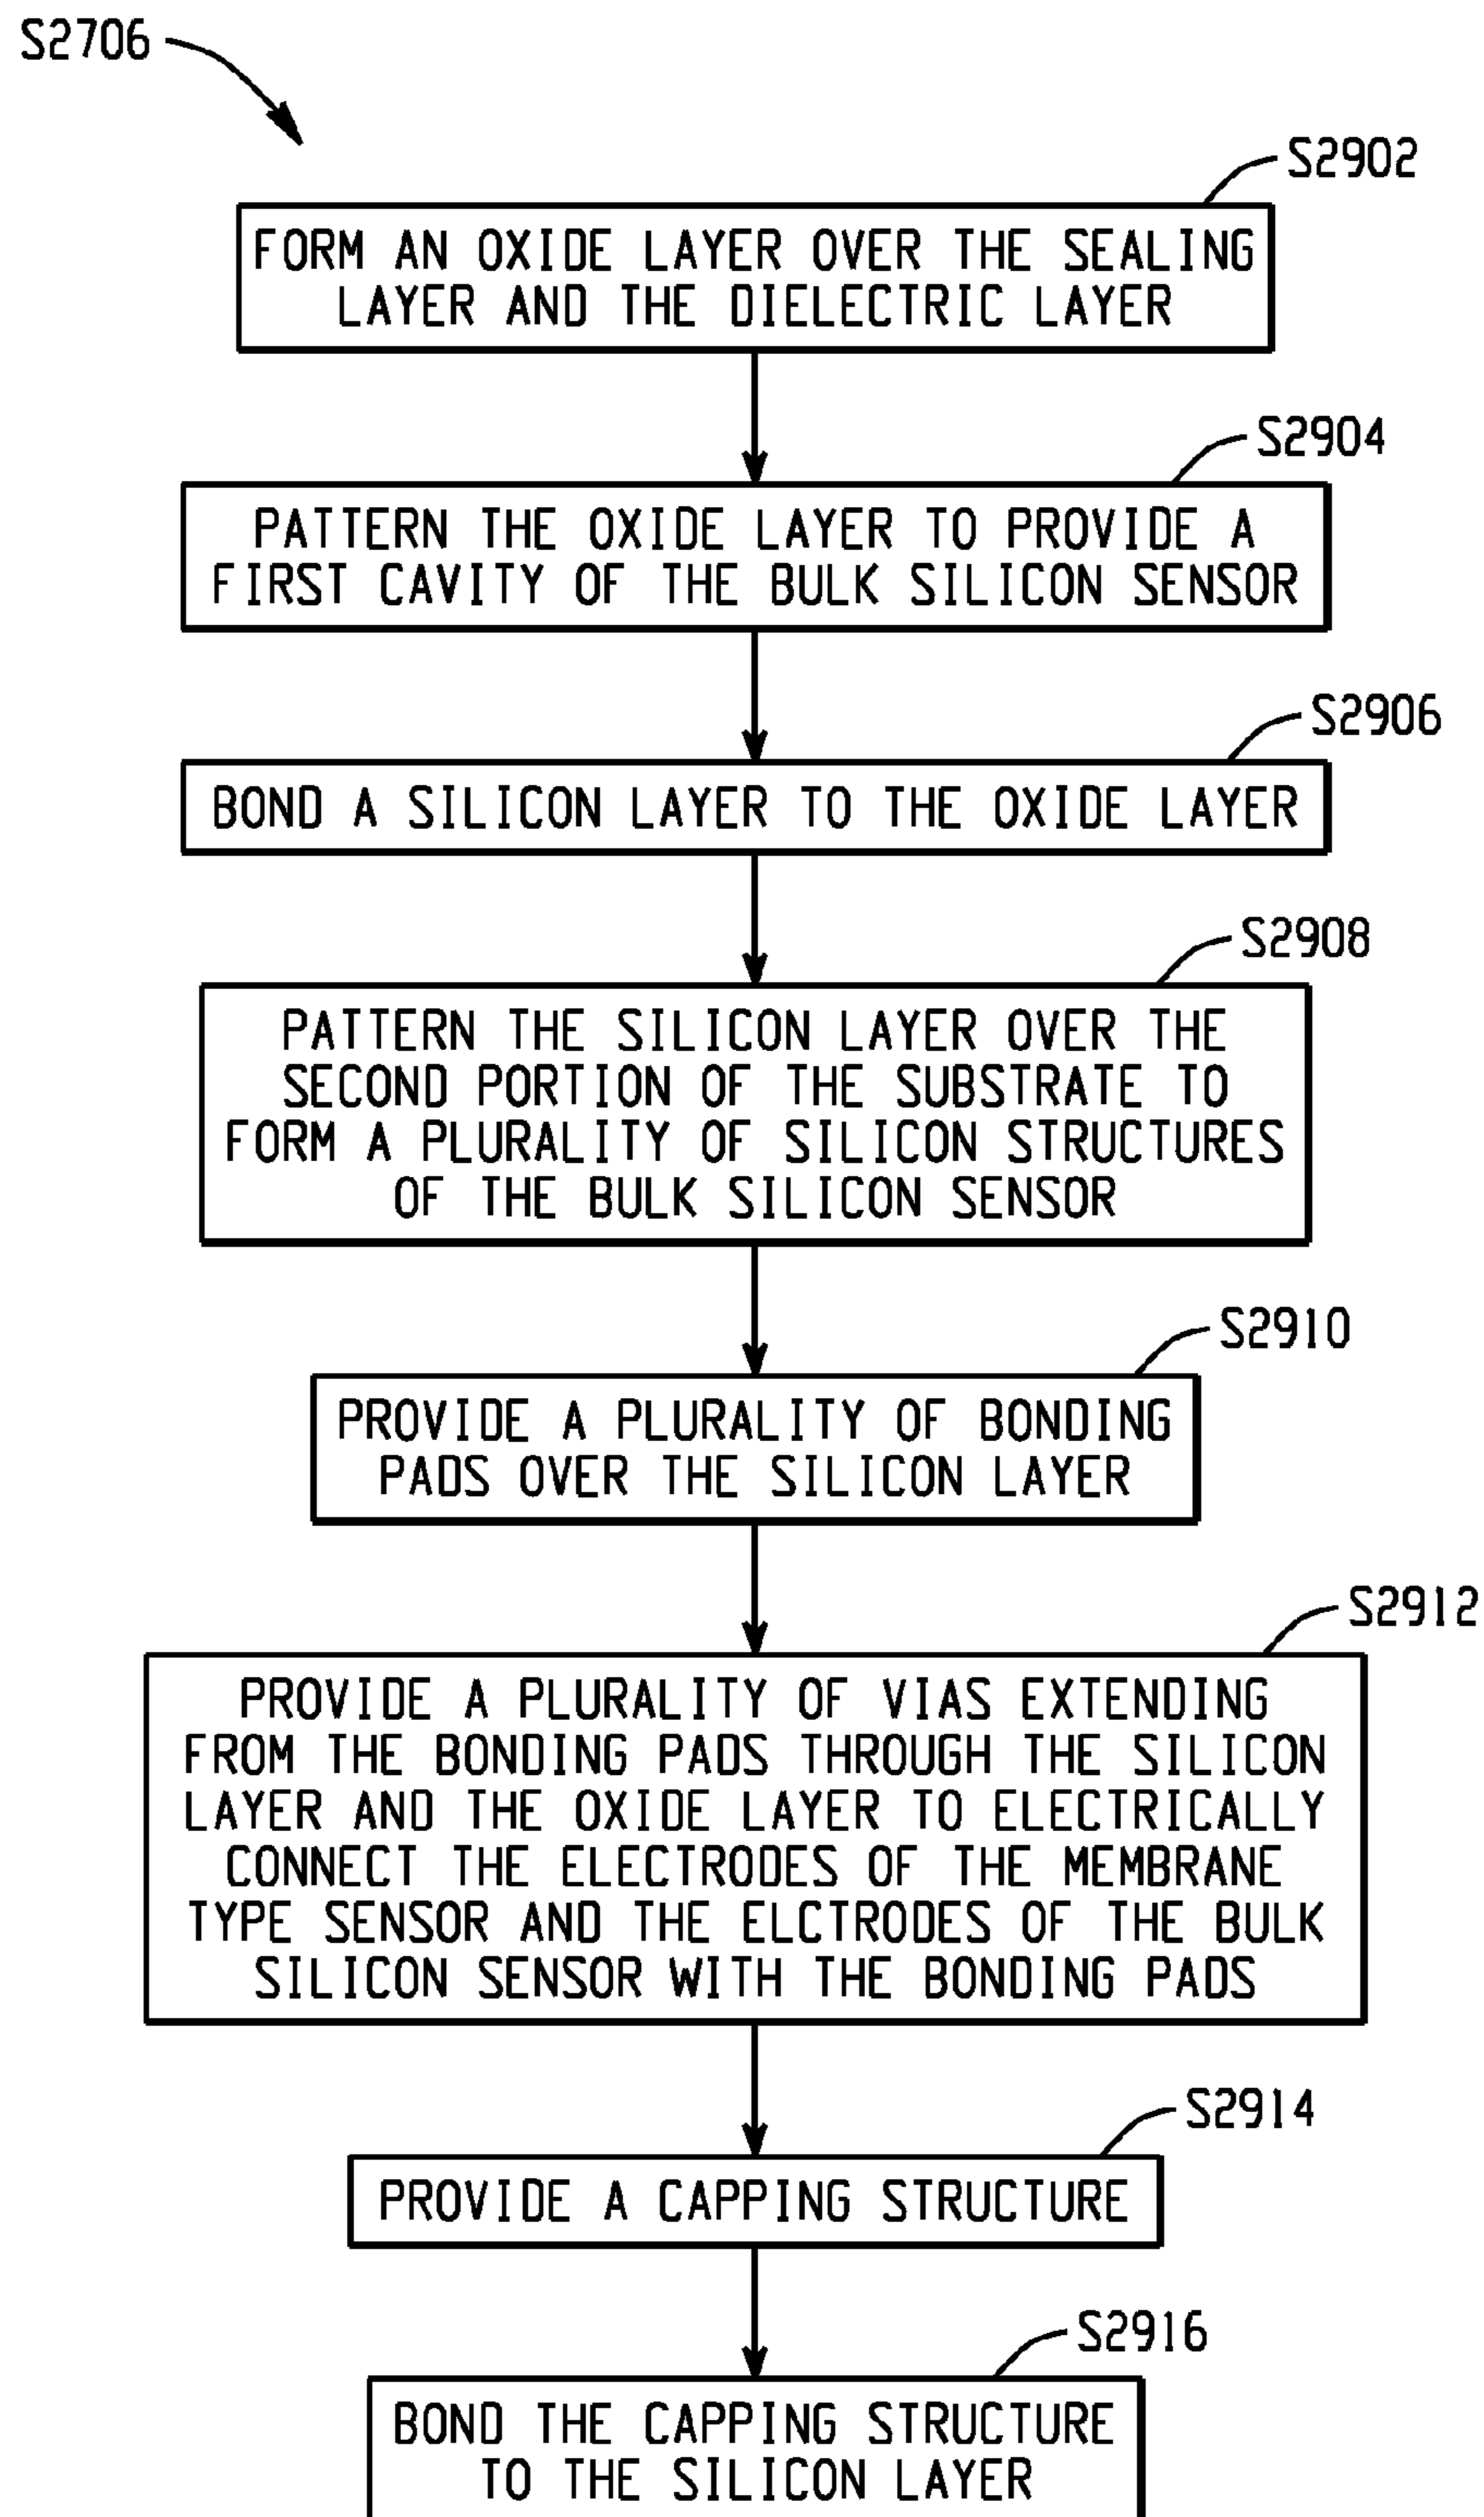 S2706
S2902
FORM AN OXIDE LAYER OVER THE SEALING
LAYER AND THE DIELECTRIC LAYER
S2904
PATTERN THE OXIDE LAYER TO PROVIDE A
FIRST CAVITY OF THE BULK SILICON SENSOR
S2906
BOND A SILICON LAYER TO THE OXIDE LAYER
S2908
PATTERN THE SILICON LAYER OVER THE
SECOND PORTION OF THE SUBSTRATE TO
FORM A PLURALITY OF SILICON STRUCTURES
OF THE BULK SILICON SENSOR
S2910
PROVIDE A PLURALITY OF BONDING
PADS OVER THE SILICON LAYER
S2912
PROVIDE A PLURALITY OF VIAS EXTENDING
FROM THE BONDING PADS THROUGH THE SILICON
LAYER AND THE OXIDE LAYER TO ELECTRICALLY
CONNECT THE ELECTRODES OF THE MEMBRANE
TYPE SENSOR AND THE ELCTRODES OF THE BULK
SILICON SENSOR WITH THE BONDING PADS
S2914
PROVIDE A CAPPING STRUCTURE
S2916
BOND THE CAPPING STRUCTURE
TO THE SILICON LAYER